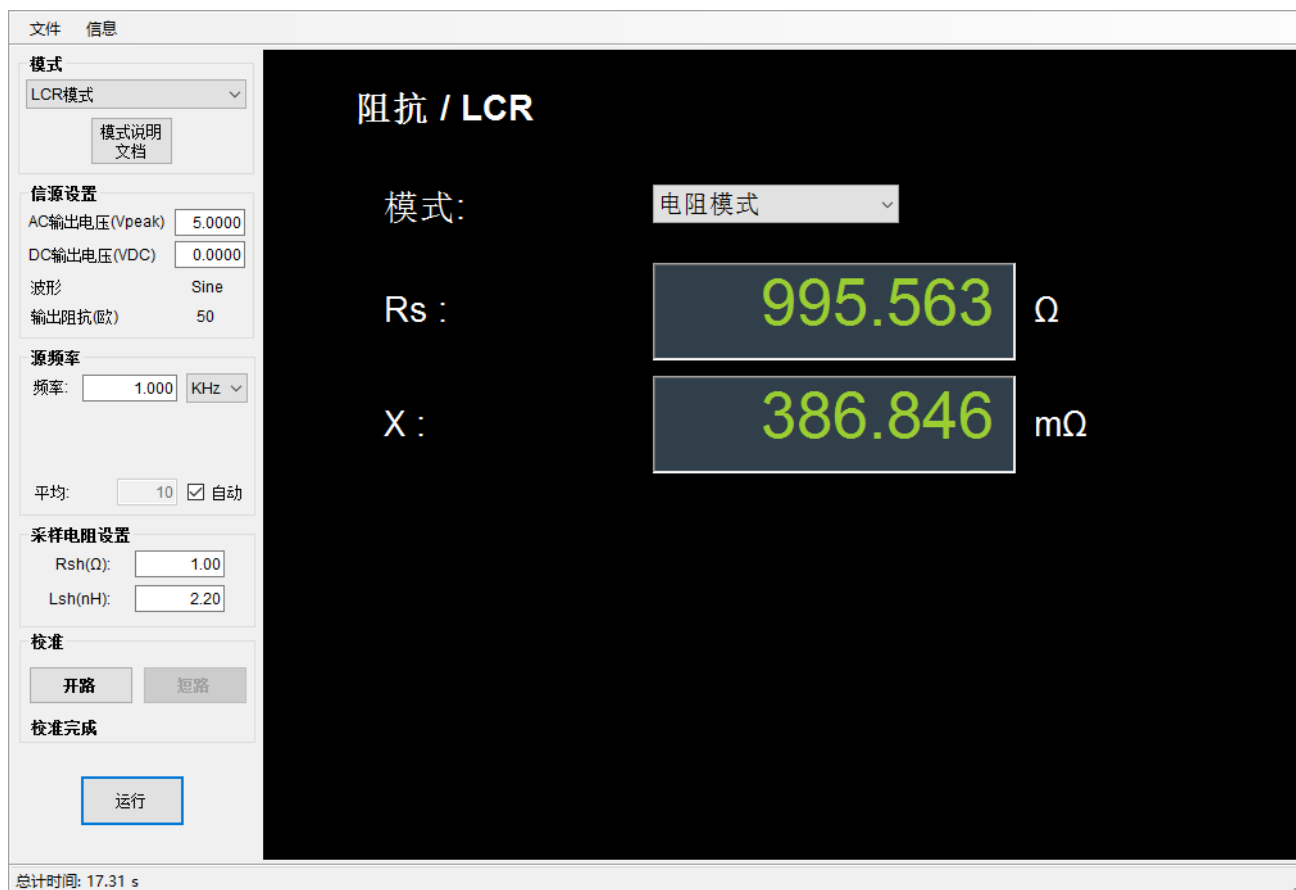 文件 信息
模式
LCR模式
模式说明
文档
信源设置
AC输出电压(Vpeak) 5.0000
DC输出电压(VDC) 0.0000
波形 Sine
输出阻抗(欧) 50
源频率
频率: 1.000 KHz
平均: 10 自动
采样电阻设置
Rsh(Ω): 1.00
Lsh(nH): 2.20
校准
开路 短路
校准完成
运行
阻抗 / LCR
模式: 电阻模式
Rs : 995.563 Ω
X : 386.846 mΩ
总计时间: 17.31 s